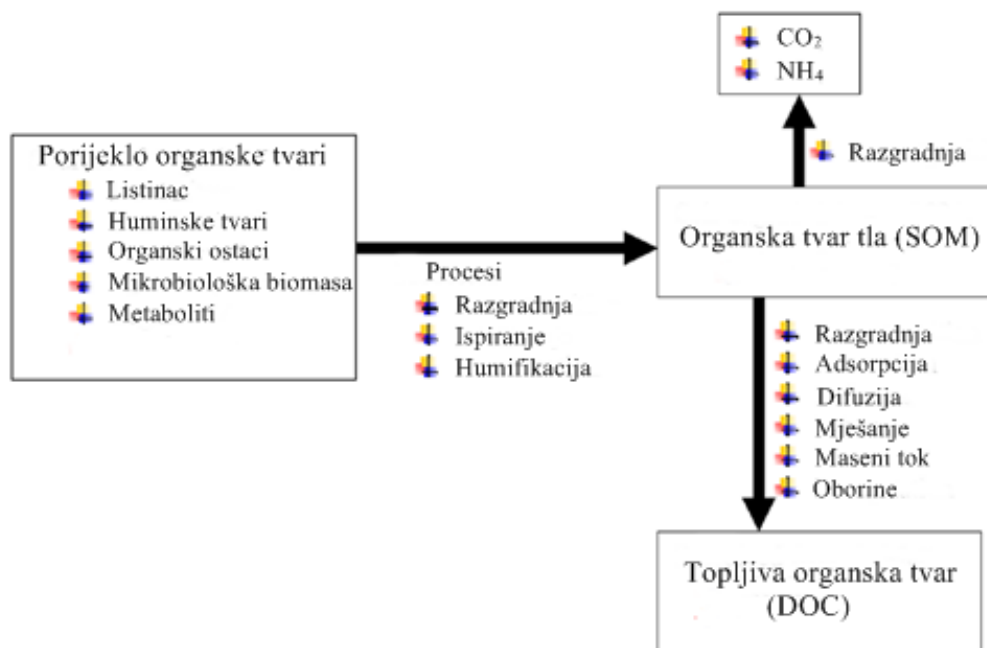 CO₂
NH₄
Razgradnja
Porijeklo organske tvari
Listinac
Huminske tvari
Organski ostaci
Mikrobiološka biomasa
Metaboliti
Procesi
Razgradnja
Ispiranje
Humifikacija
Organska tvar tla (SOM)
Razgradnja
Adsorpcija
Difuzija
Mješanje
Maseni tok
Oborine
Topljiva organska tvar
(DOC)